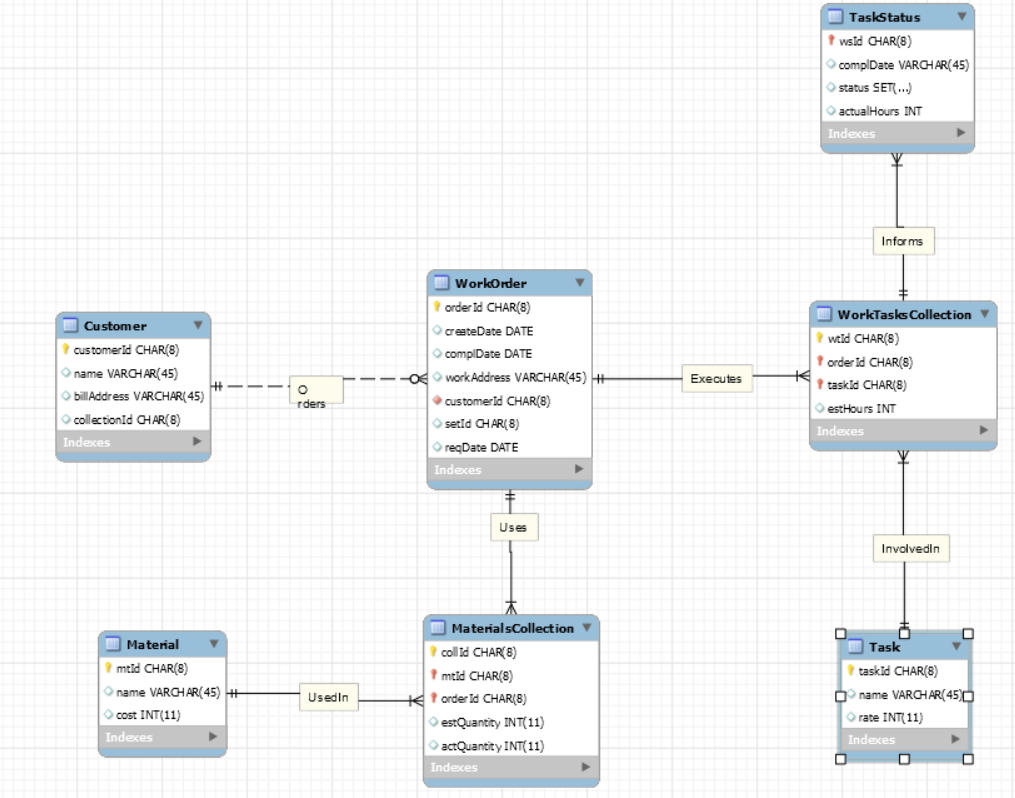 TaskStatus
wsId CHAR(8)
complDate VARCHAR(45)
status SET(...)
actualHours INT
Indexes
Informs
WorkOrder
orderId CHAR(8)
createDate DATE
complDate DATE
workAddress VARCHAR(45)
customerId CHAR(8)
setId CHAR(8)
reqDate DATE
Indexes
Customer
customerId CHAR(8)
name VARCHAR(45)
billAddress VARCHAR(45)
collectionId CHAR(8)
Indexes
O
rders
Executes
WorkTasksCollection
wtId CHAR(8)
orderId CHAR(8)
taskId CHAR(8)
estHours INT
Indexes
Uses
InvolvedIn
Material
mtId CHAR(8)
name VARCHAR(45)
cost INT(11)
Indexes
UsedIn
MaterialsCollection
collId CHAR(8)
mtId CHAR(8)
orderId CHAR(8)
estQuantity INT(11)
actQuantity INT(11)
Indexes
Task
taskId CHAR(8)
name VARCHAR(45)
rate INT(11)
Indexes